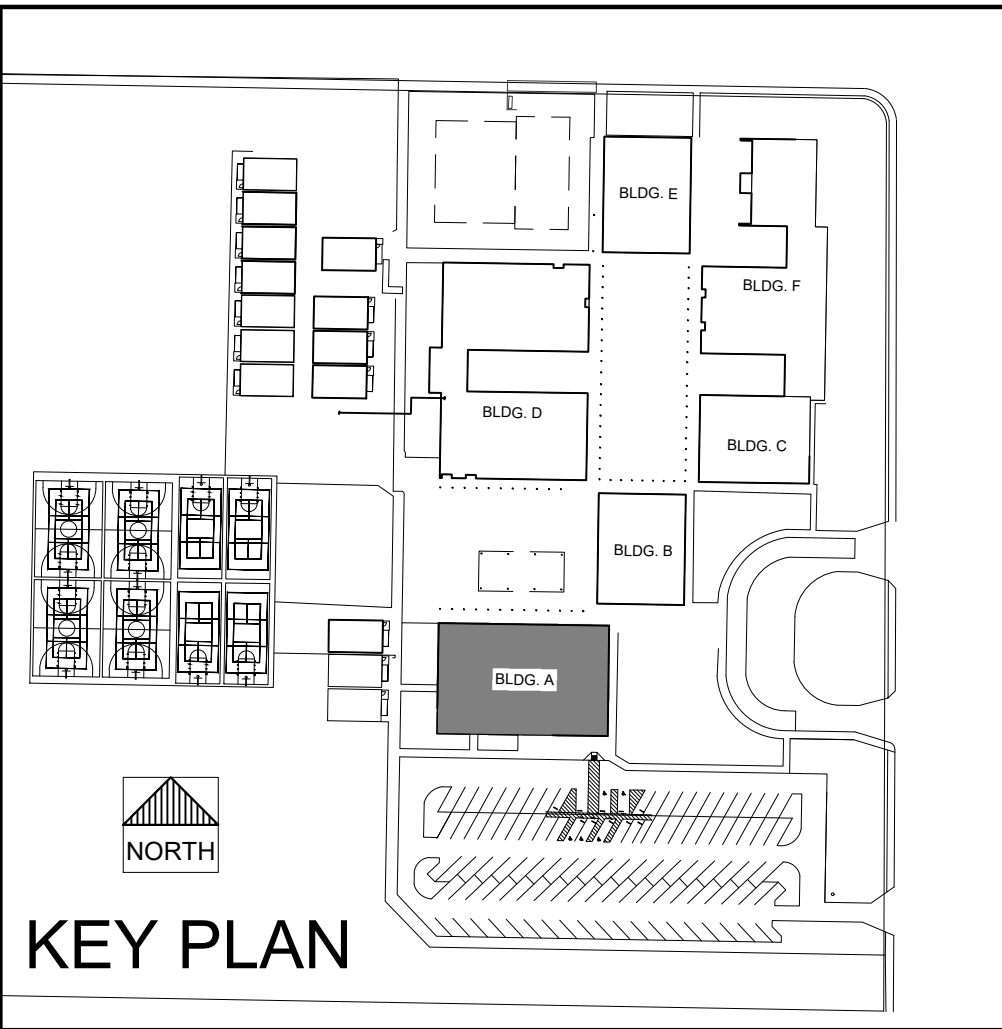 BLDG. E
BLDG. F
BLDG. D
BLDG. C
BLDG. B
BLDG. A
NORTH
KEY PLAN